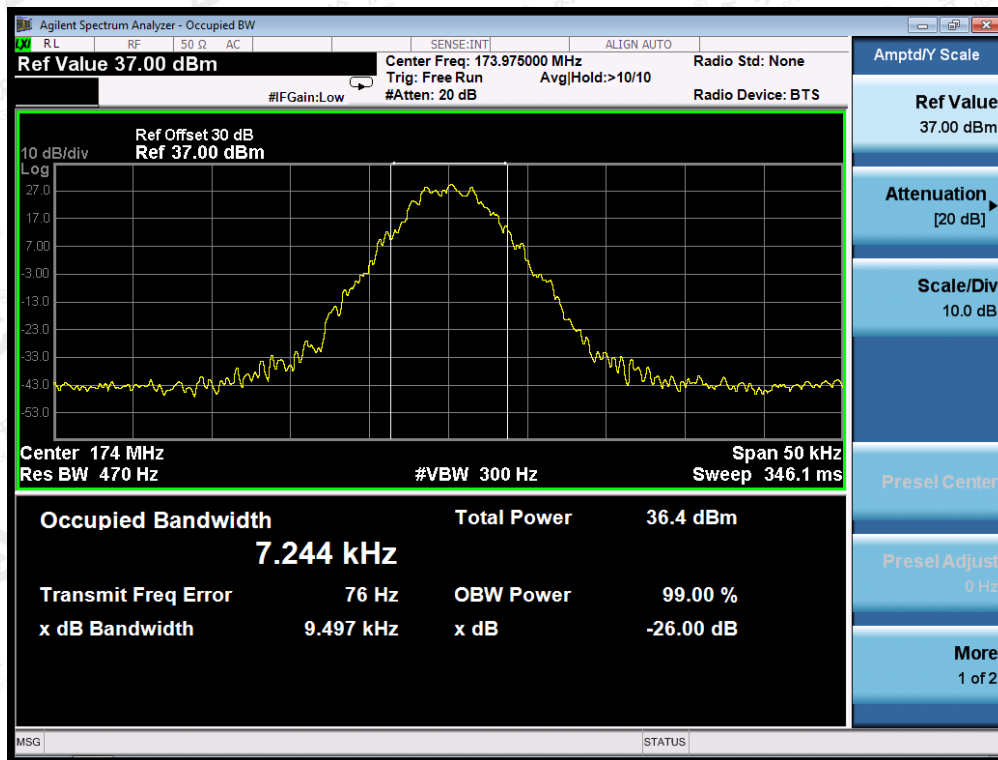 Agilent Spectrum Analyzer - Occupied BW
LXI RL RF 50 Ω AC SENSE:INT ALIGN AUTO
Ref Value 37.00 dBm
Center Freq: 173.975000 MHz
Radio Std: None
Trig: Free Run Avg|Hold:>10/10
#IFGain:Low
#Atten: 20 dB
Radio Device: BTS
Ref Offset 30 dB
10 dB/div Ref 37.00 dBm
Log
27.0
17.0
7.00
-3.00
-13.0
-23.0
-33.0
-43.0
-53.0
Center 174 MHz
Span 50 kHz
Res BW 470 Hz
#VBW 300 Hz
Sweep 346.1 ms
Occupied Bandwidth
Total Power 36.4 dBm
7.244 kHz
Transmit Freq Error 76 Hz
OBW Power 99.00 %
x dB Bandwidth 9.497 kHz
x dB -26.00 dB
MSG
STATUS
Amptd/Y Scale
Ref Value
37.00 dBm
Attenuation
[20 dB]
Scale/Div
10.0 dB
Presel Center
Presel Adjust
0 Hz
More
1 of 2